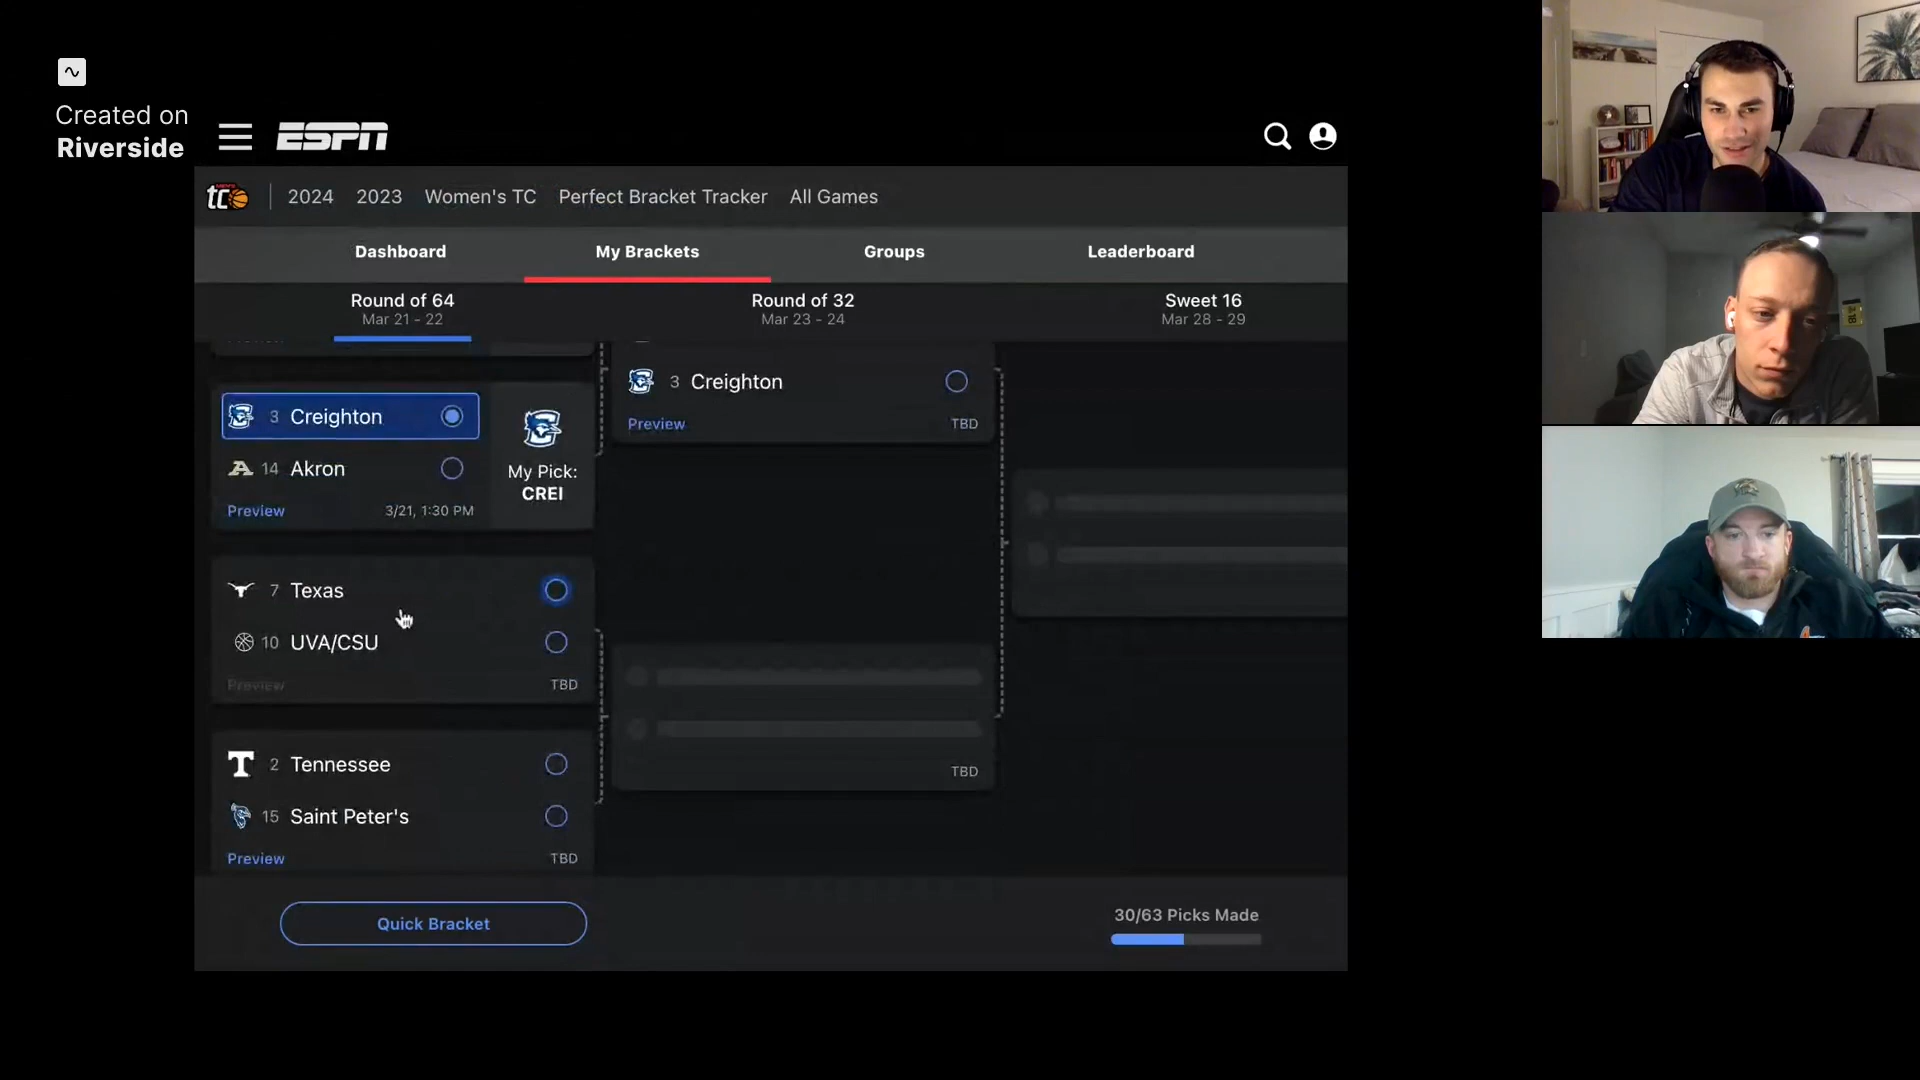 Created on
Riverside
ESPN
tc
2024 2023 Women's TC Perfect Bracket Tracker All Games
Dashboard My Brackets Groups Leaderboard
Round of 64 Round of 32 Sweet 16
Mar 21 - 22 Mar 23 - 24 Mar 28 - 29
3 Creighton
Preview TBD
3 Creighton
14 Akron
Preview 3/21, 1:30 PM
My Pick:
CREI
7 Texas
10 UVA/CSU
Preview TBD
TBD
2 Tennessee
15 Saint Peter's
Preview TBD
Quick Bracket
30/63 Picks Made